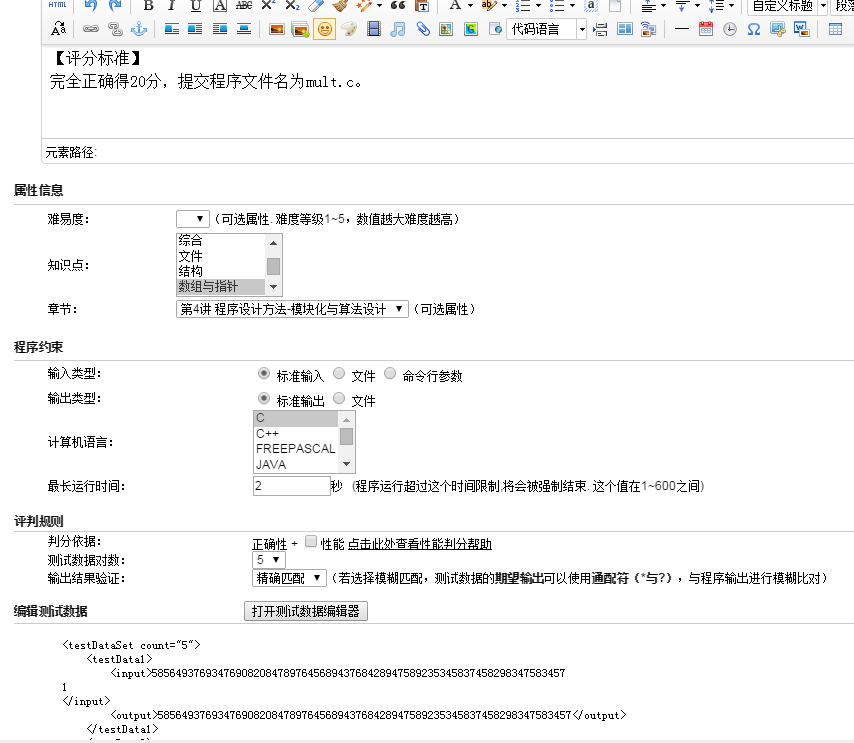 HTML B I U A ABC X² X₂ A ab a 自定义标题
代码语言
【评分标准】
完全正确得20分，提交程序文件名为mult.c。
元素路径:
属性信息
难易度: (可选属性. 难度等级1~5，数值越大难度越高)
综合
文件
知识点:
结构
数组与指针
章节: 第4讲 程序设计方法-模块化与算法设计 (可选属性)
程序约束
输入类型: 标准输入 文件 命令行参数
输出类型: 标准输出 文件
C
C++
计算机语言:
FREEPASCAL
JAVA
最长运行时间: 2 秒 (程序运行超过这个时间限制,将会被强制结束. 这个值在1~600之间)
评判规则
判分依据: 正确性 + 性能 点击此处查看性能判分帮助
测试数据对数: 5
输出结果验证: 精确匹配 (若选择模糊匹配，测试数据的期望输出可以使用通配符（*与?），与程序输出进行模糊比对)
编辑测试数据 打开测试数据编辑器
<testDataSet count="5">
<testData1>
<input>5856493769347690820847897645689437684289475892353458374582983475834​57
1
</input>
<output>585649376934769082084789764568943768428947589235345837458298347583457</output>
</testData1>